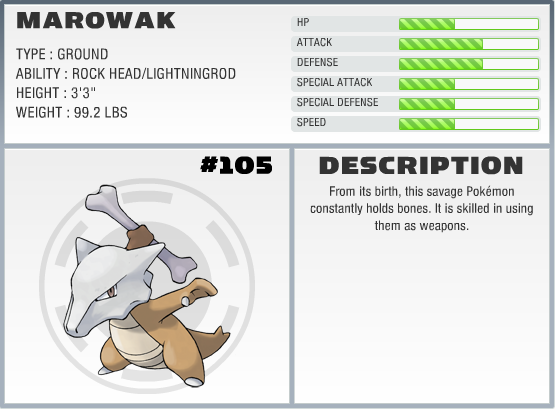 MAROWAK
TYPE : GROUND
ABILITY : ROCK HEAD/LIGHTNINGROD
HEIGHT : 3'3"
WEIGHT : 99.2 LBS
HP
ATTACK
DEFENSE
SPECIAL ATTACK
SPECIAL DEFENSE
SPEED
#105
DESCRIPTION
From its birth, this savage Pokémon
constantly holds bones. It is skilled in using
them as weapons.